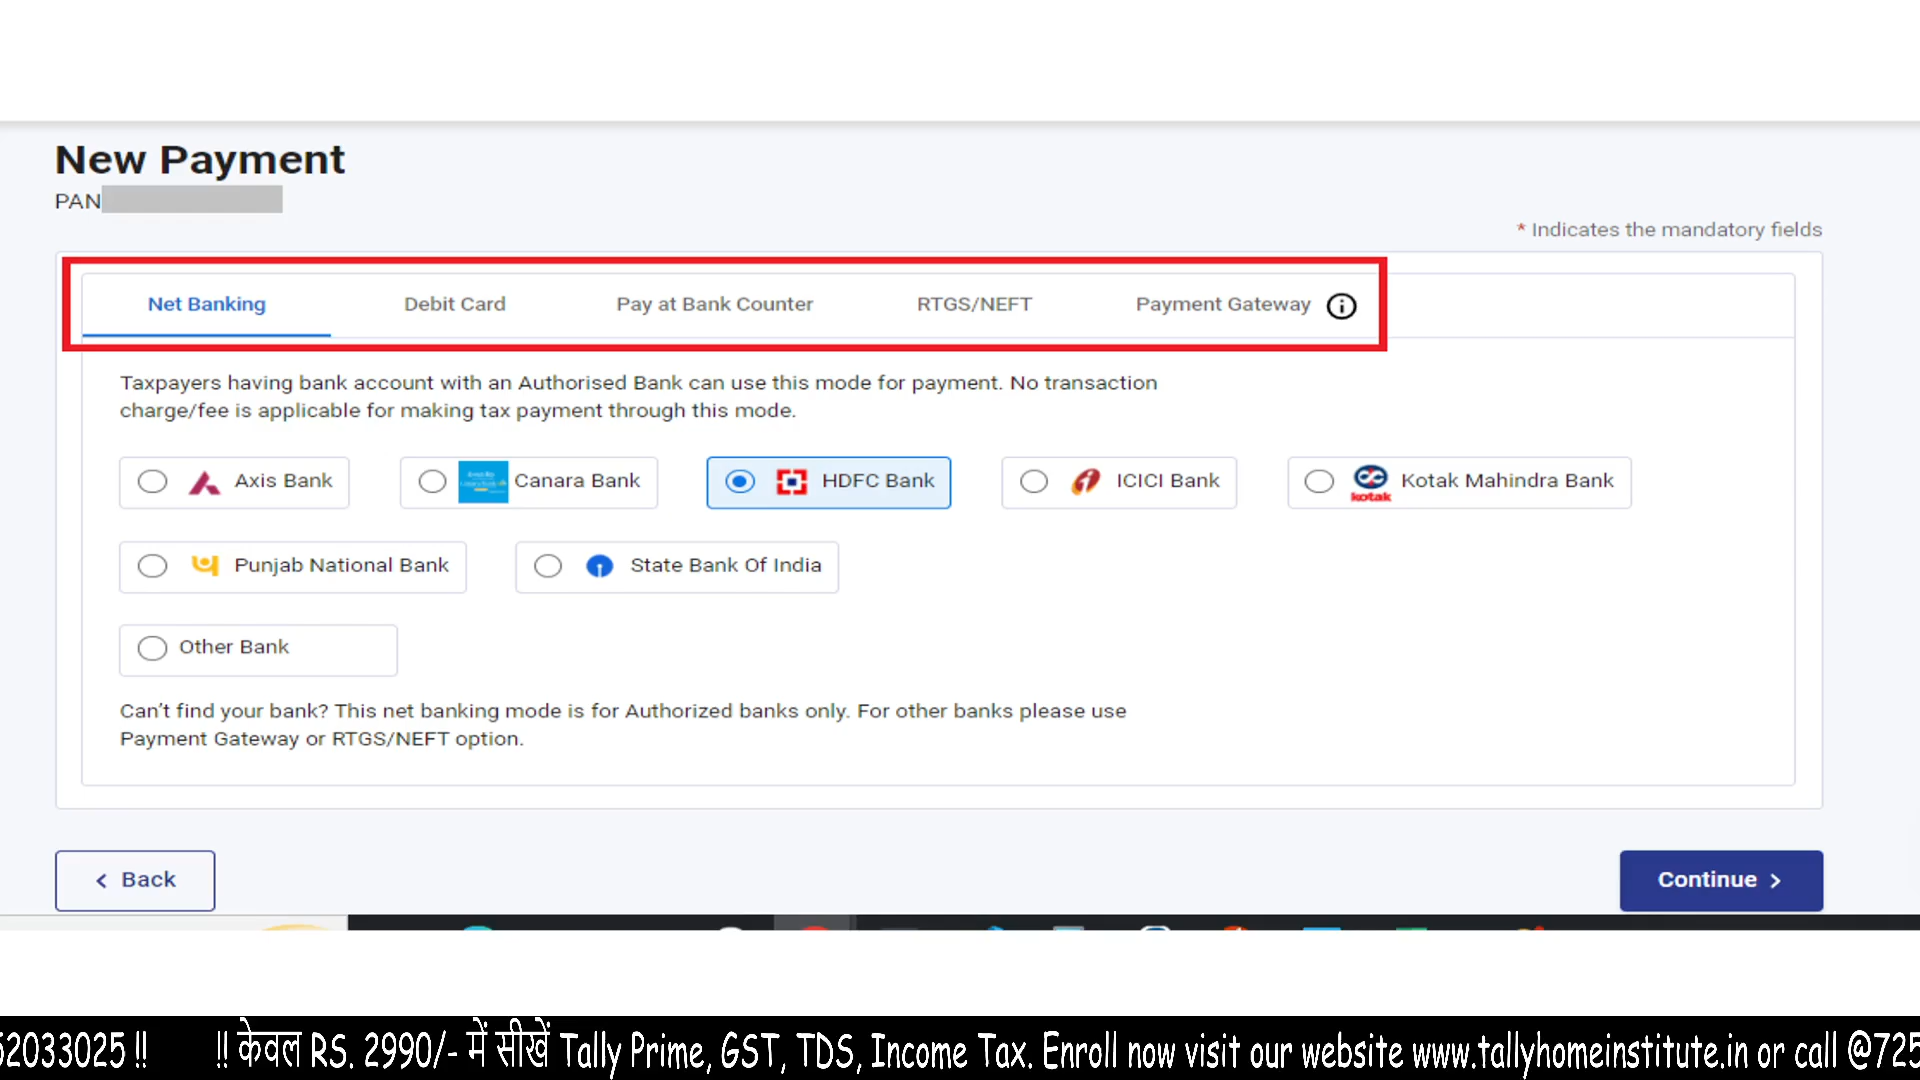 New Payment
PAN
* Indicates the mandatory fields
Net Banking Debit Card Pay at Bank Counter RTGS/NEFT Payment Gateway
Taxpayers having bank account with an Authorised Bank can use this mode for payment. No transaction
charge/fee is applicable for making tax payment through this mode.
Axis Bank Canara Bank HDFC Bank ICICI Bank kotak Kotak Mahindra Bank
Punjab National Bank State Bank Of India
Other Bank
Can't find your bank? This net banking mode is for Authorized banks only. For other banks please use
Payment Gateway or RTGS/NEFT option.
< Back Continue >
52033025 !! !! केवल RS. 2990/- में सीखें Tally Prime, GST, TDS, Income Tax. Enroll now visit our website www.tallyhomeinstitute.in or call @725